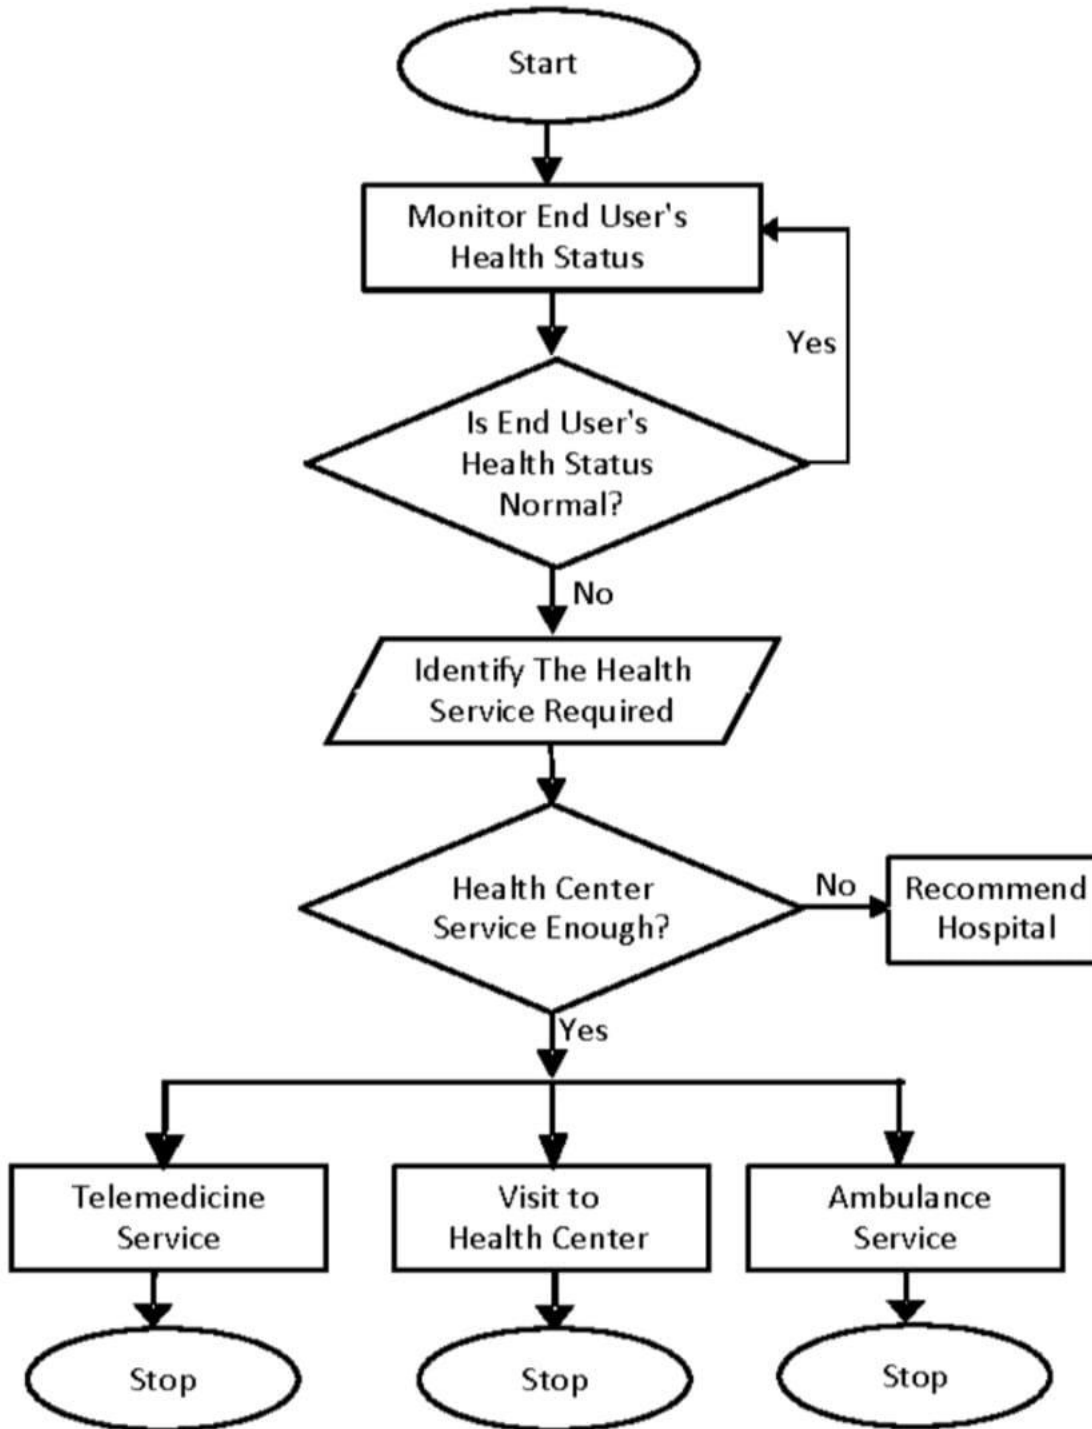 Start
Monitor End User's
Health Status
Yes
Is End User's
Health Status
Normal?
No
Identify The Health
Service Required
Health Center
Service Enough?
No
Recommend
Hospital
Yes
Telemedicine
Service
Visit to
Health Center
Ambulance
Service
Stop
Stop
Stop